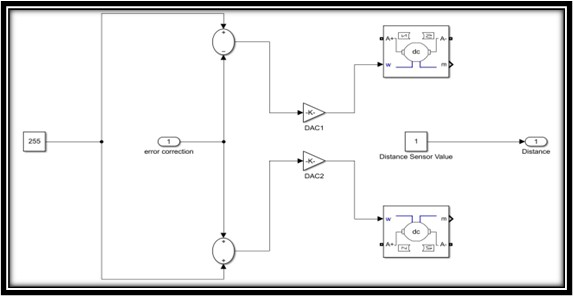 +
−
A+
A-
dc
w
m
-K-
DAC1
255
1
error correction
1
Distance Sensor Value
1
Distance
-K-
DAC2
w
m
dc
A+
A-
+
+